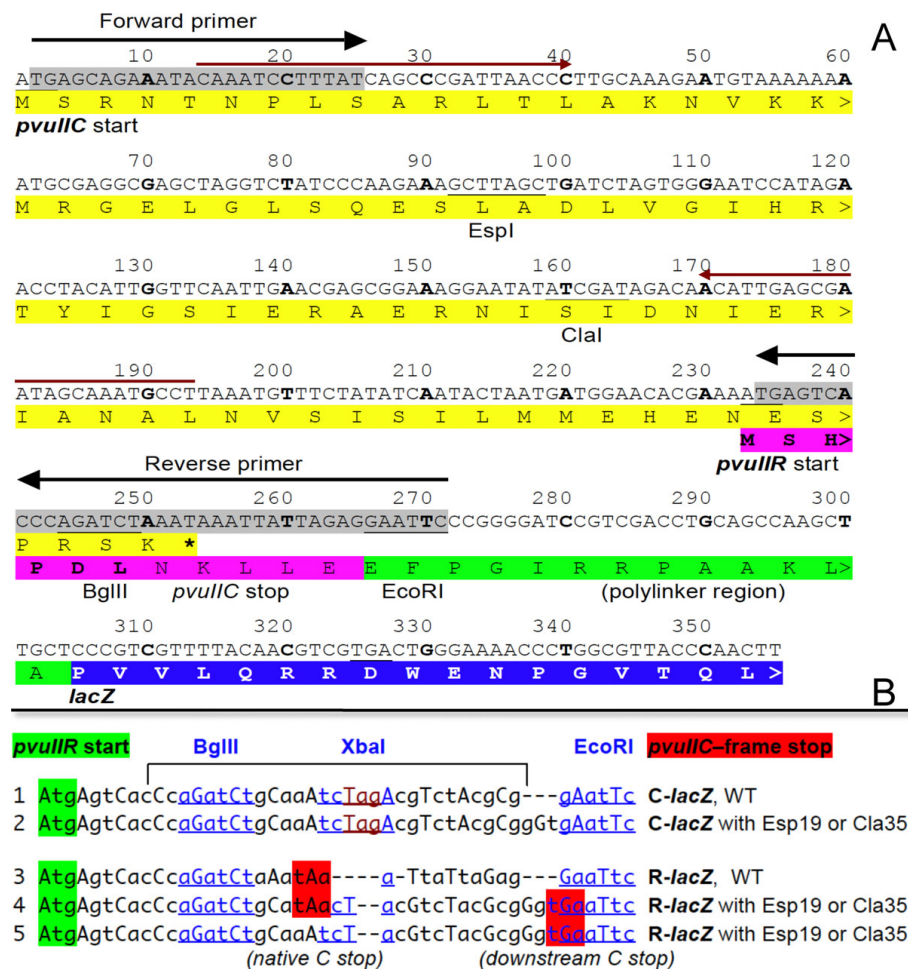 Forward primer
A
10 20 30 40 50 60
ATGAGCAGAAATACAAATCCTTTATCAGCCCGATTAACCCTTGCAAAGAATGTAAAAAAA
M S R N T N P L S A R L T L A K N V K K >
pvuIIC start
70 80 90 100 110 120
ATGCGAGGCGAGCTAGGTCTATCCCAAGAAAGCTTAGCTGATCTAGTGGGAATCCATAGA
M R G E L G L S Q E S L A D L V G I H R >
EspI
130 140 150 160 170 180
ACCTACATTGGTTCAATTGAACGAGCGGAAAGGAATATATCGATAGACAACATTGAGCGA
T Y I G S I E R A E R N I S I D N I E R >
ClaI
190 200 210 220 230 240
ATAGCAAATGCCTTAAATGTTTCTATATCAATACTAATGATGGAACACGAAAATGAGTCA
I A N A L N V S I S I L M M E H E N E S >
M S H>
pvuIIR start
Reverse primer
250 260 270 280 290 300
CCCAGATCTAAATAAATTATTAGAGGAATTCCCGGGGATCCGTCGACCTGCAGCCAAGCT
P R S K *
P D L N K L L E E F P G I R R P A A K L>
BglII pvuIIC stop EcoRI (polylinker region)
310 320 330 340 350
TGCTCCCGTCGTTTTACAACGTCGTGACTGGGAAAACCCTGGCGTTACCCAACTT
A P V V L Q R R D W E N P G V T Q L >
lacZ
B
pvuIIR start BglII XbaI EcoRI pvuIIC–frame stop
1 AtgAgtCacCcaGatCtgCaaAtcTagAcgTctAcgCg---gAatTc C-lacZ, WT
2 AtgAgtCacCcaGatCtgCaaAtcTagAcgTctAcgCggGtgAatTc C-lacZ with Esp19 or Cla35
3 AtgAgtCacCcaGatCtaAatAa----a-TtaTtaGag---GaaTtc R-lacZ, WT
4 AtgAgtCacCcaGatCtgCatAacT--acGtcTacGcgGgtGaaTtc R-lacZ with Esp19 or Cla35
5 AtgAgtCacCcaGatCtgCaaAtcT--acGtcTacGcgGgtGaaTtc R-lacZ with Esp19 or Cla35
(native C stop) (downstream C stop)